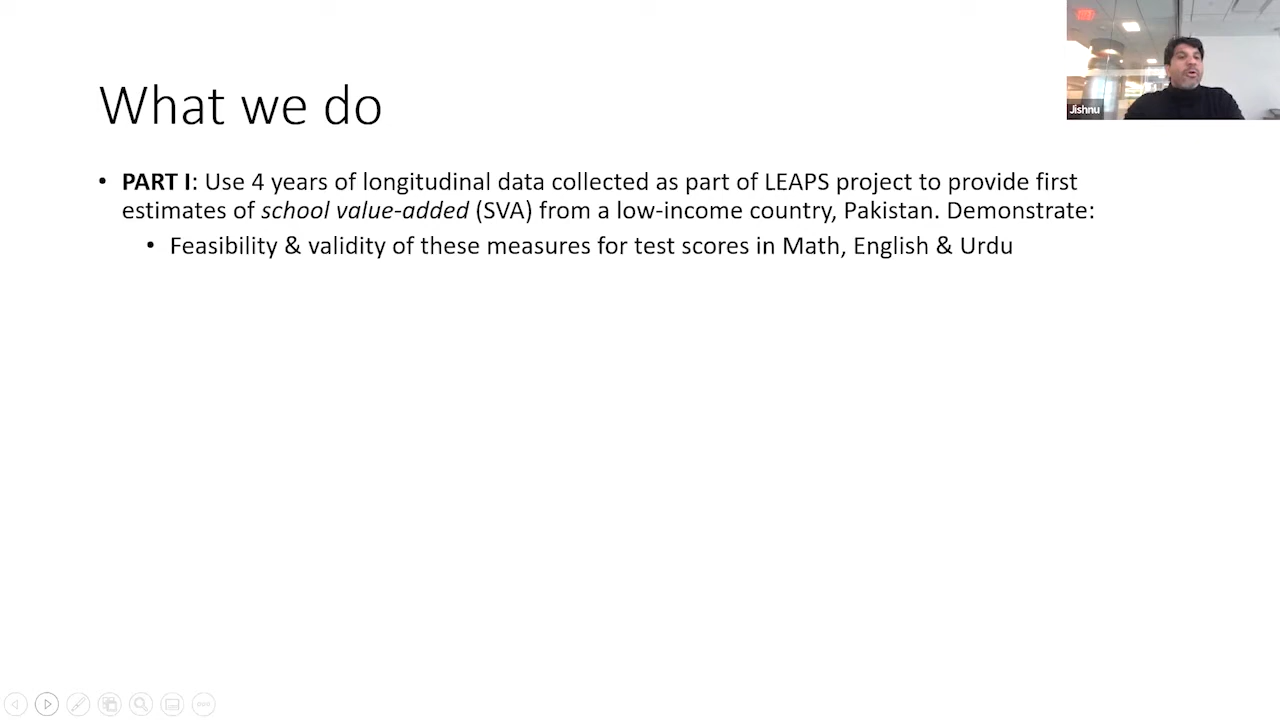 Jishnu
What we do
• PART I: Use 4 years of longitudinal data collected as part of LEAPS project to provide first
estimates of school value-added (SVA) from a low-income country, Pakistan. Demonstrate:
• Feasibility & validity of these measures for test scores in Math, English & Urdu